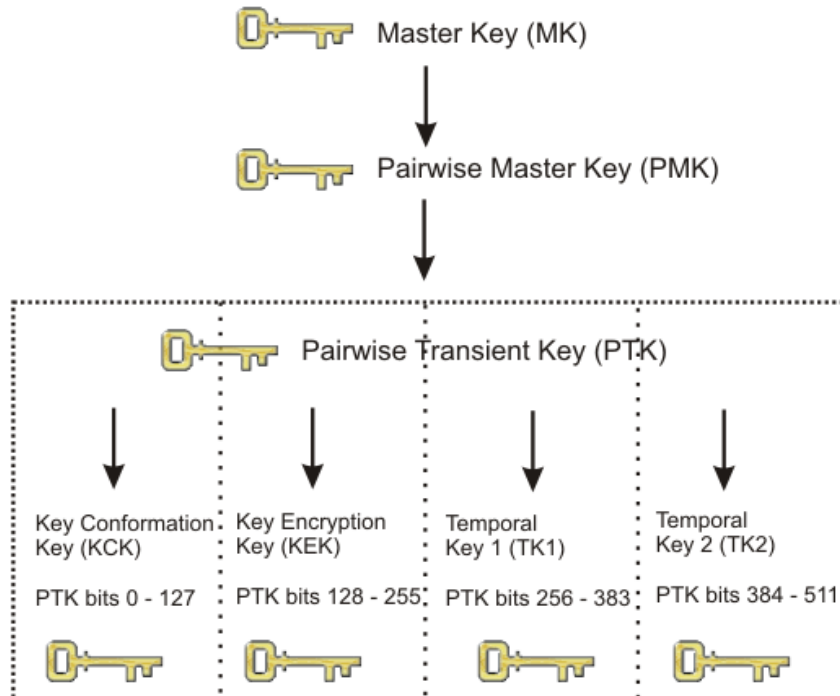 Master Key (MK)
Pairwise Master Key (PMK)
Pairwise Transient Key (PTK)
Key Conformation
Key (KCK)
PTK bits 0 - 127
Key Encryption
Key (KEK)
PTK bits 128 - 255
Temporal
Key 1 (TK1)
PTK bits 256 - 383
Temporal
Key 2 (TK2)
PTK bits 384 - 511